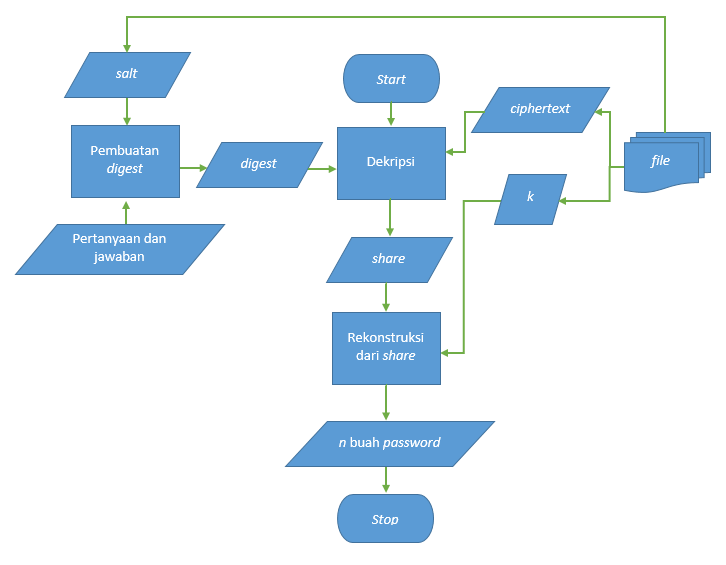 salt
Start
ciphertext
Pembuatan
digest
digest
Dekripsi
file
k
Pertanyaan dan
jawaban
share
Rekonstruksi
dari share
n buah password
Stop